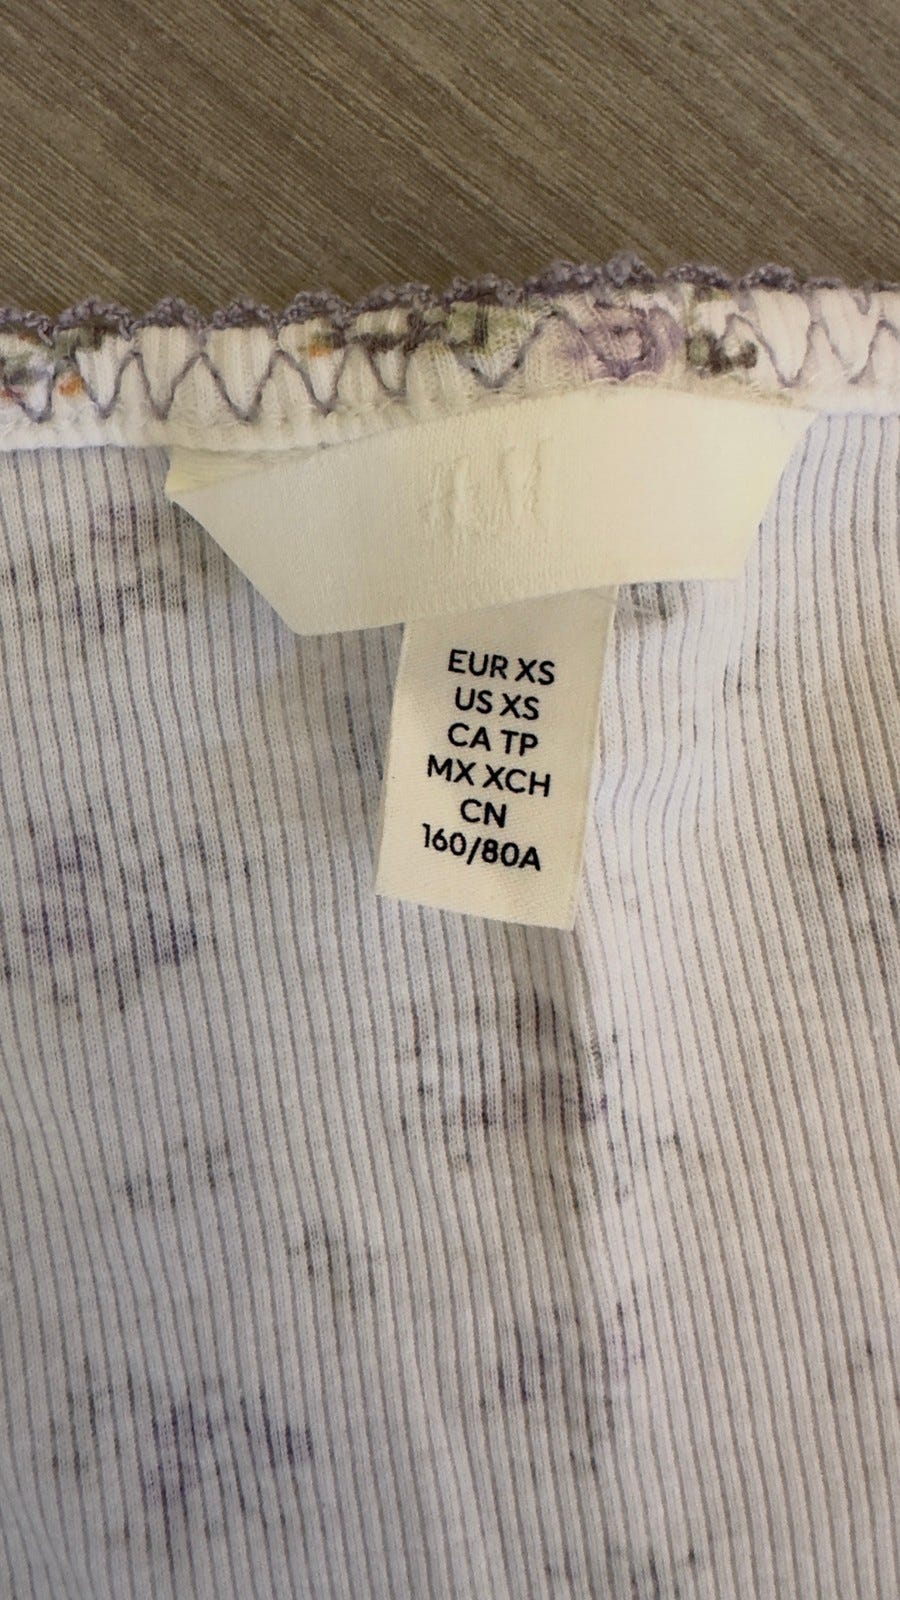 EUR XS
US XS
CA TP
MX XCH
CN
160/80A